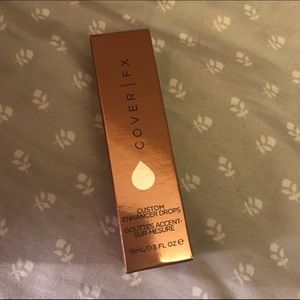 COVER | FX
CUSTOM
ENHANCER DROPS
GOUTTES ACCENT-
SUR-MESURE
15mL/0.5 FL OZ ℮